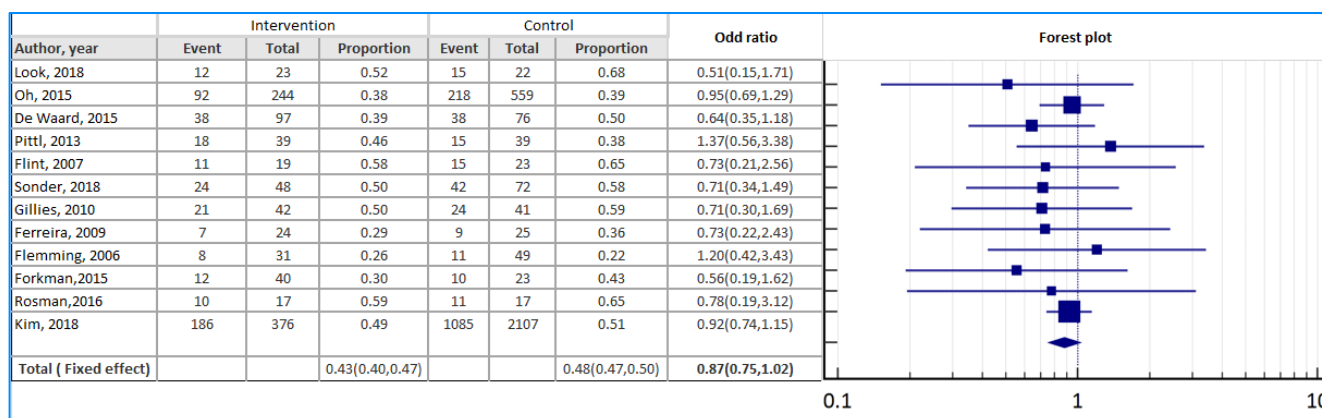 Intervention Control Odd ratio Forest plot
Author, year Event Total Proportion Event Total Proportion
Look, 2018 12 23 0.52 15 22 0.68 0.51(0.15,1.71)
Oh, 2015 92 244 0.38 218 559 0.39 0.95(0.69,1.29)
De Waard, 2015 38 97 0.39 38 76 0.50 0.64(0.35,1.18)
Pittl, 2013 18 39 0.46 15 39 0.38 1.37(0.56,3.38)
Flint, 2007 11 19 0.58 15 23 0.65 0.73(0.21,2.56)
Sonder, 2018 24 48 0.50 42 72 0.58 0.71(0.34,1.49)
Gillies, 2010 21 42 0.50 24 41 0.59 0.71(0.30,1.69)
Ferreira, 2009 7 24 0.29 9 25 0.36 0.73(0.22,2.43)
Flemming, 2006 8 31 0.26 11 49 0.22 1.20(0.42,3.43)
Forkman,2015 12 40 0.30 10 23 0.43 0.56(0.19,1.62)
Rosman,2016 10 17 0.59 11 17 0.65 0.78(0.19,3.12)
Kim, 2018 186 376 0.49 1085 2107 0.51 0.92(0.74,1.15)
Total ( Fixed effect) 0.43(0.40,0.47) 0.48(0.47,0.50) 0.87(0.75,1.02)
0.1 1 10